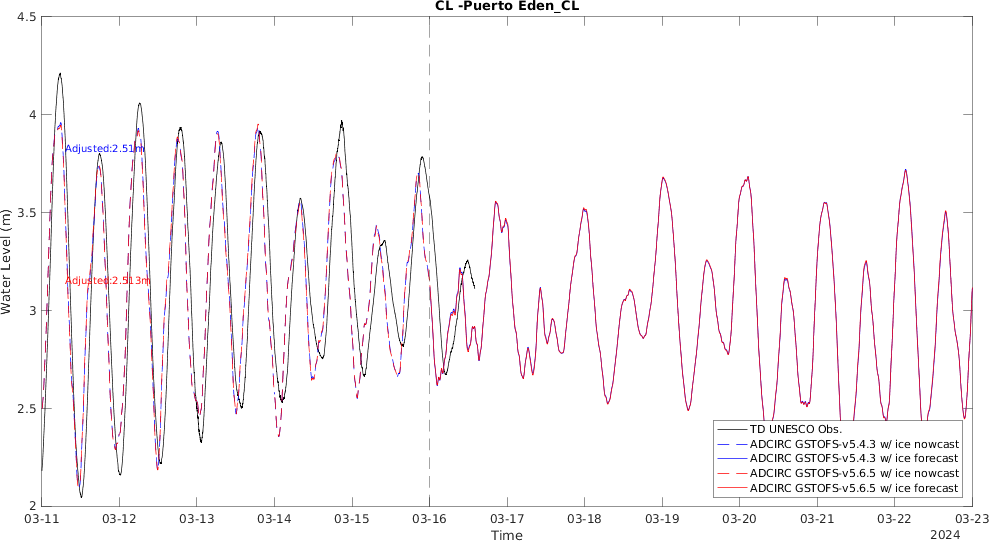 CL -Puerto Eden_CL
4.5
4
3.5
3
2.5
2
Water Level (m)
Adjusted:2.51m
Adjusted:2.513m
TD UNESCO Obs.
ADCIRC GSTOFS-v5.4.3 w/ ice nowcast
ADCIRC GSTOFS-v5.4.3 w/ ice forecast
ADCIRC GSTOFS-v5.6.5 w/ ice nowcast
ADCIRC GSTOFS-v5.6.5 w/ ice forecast
03-11 03-12 03-13 03-14 03-15 03-16 03-17 03-18 03-19 03-20 03-21 03-22 03-23
Time
2024